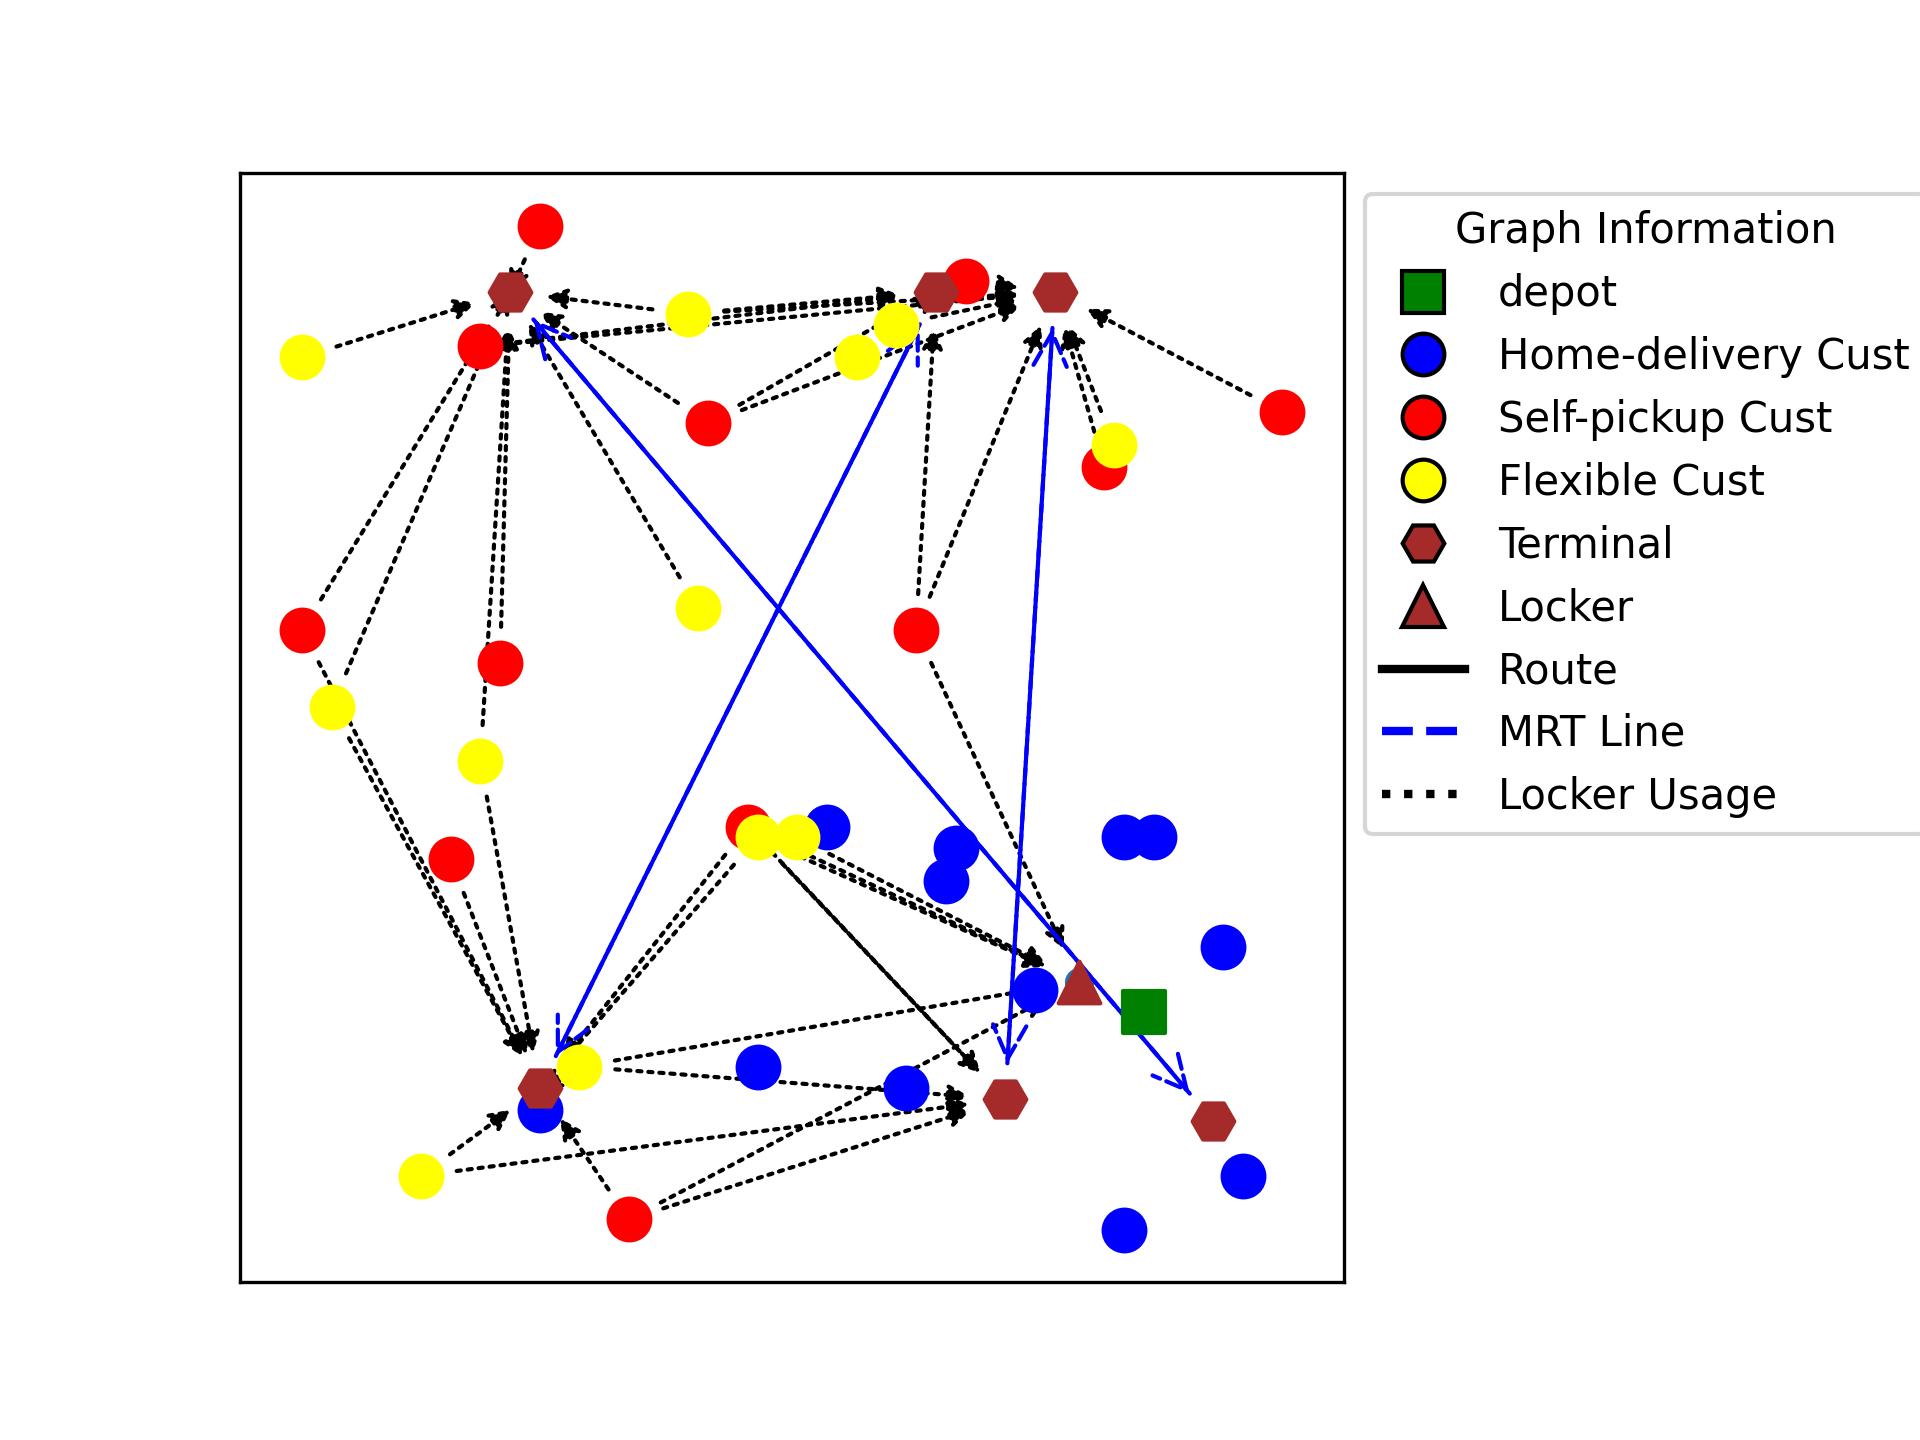 Graph Information
depot
Home-delivery Cust
Self-pickup Cust
Flexible Cust
Terminal
Locker
Route
MRT Line
Locker Usage